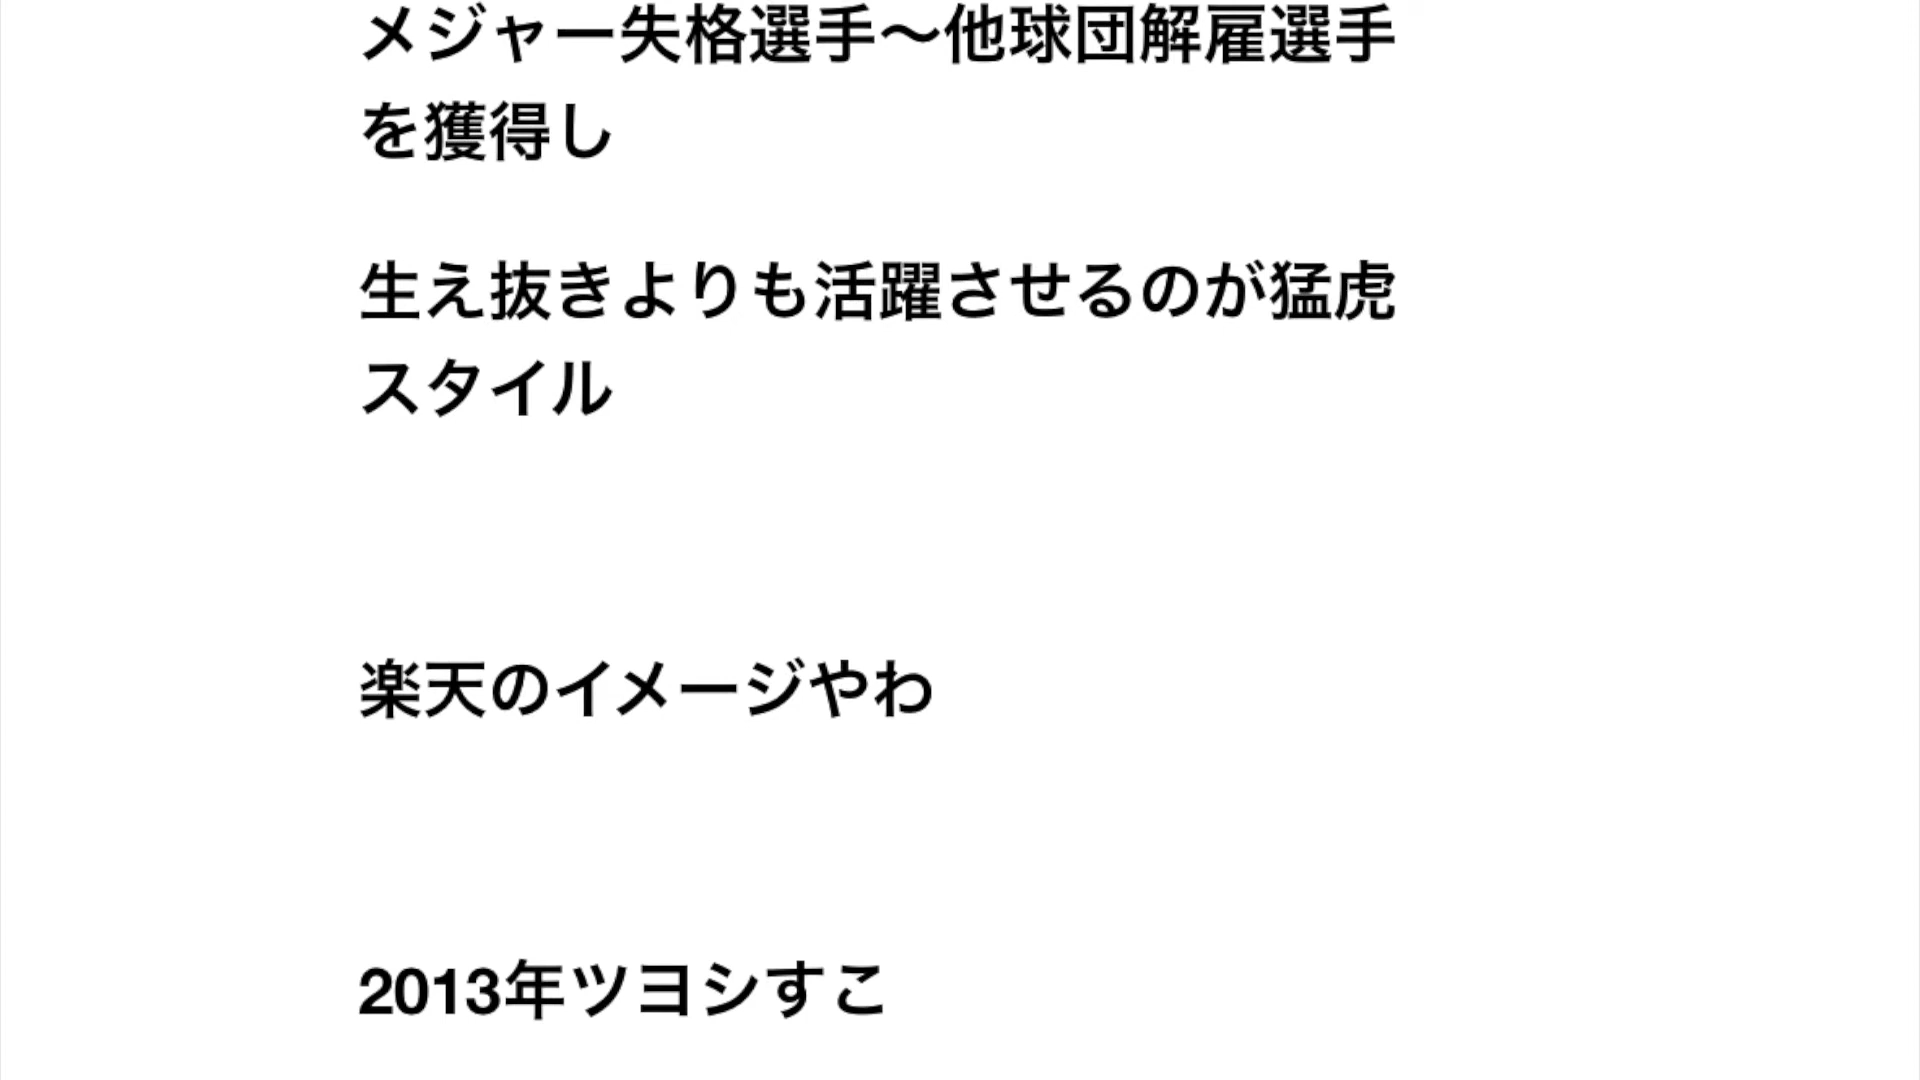 メジャー失格選手〜他球団解雇選手
を獲得し
生え抜きよりも活躍させるのが猛虎
スタイル
楽天のイメージやわ
2013年ツヨシすこ